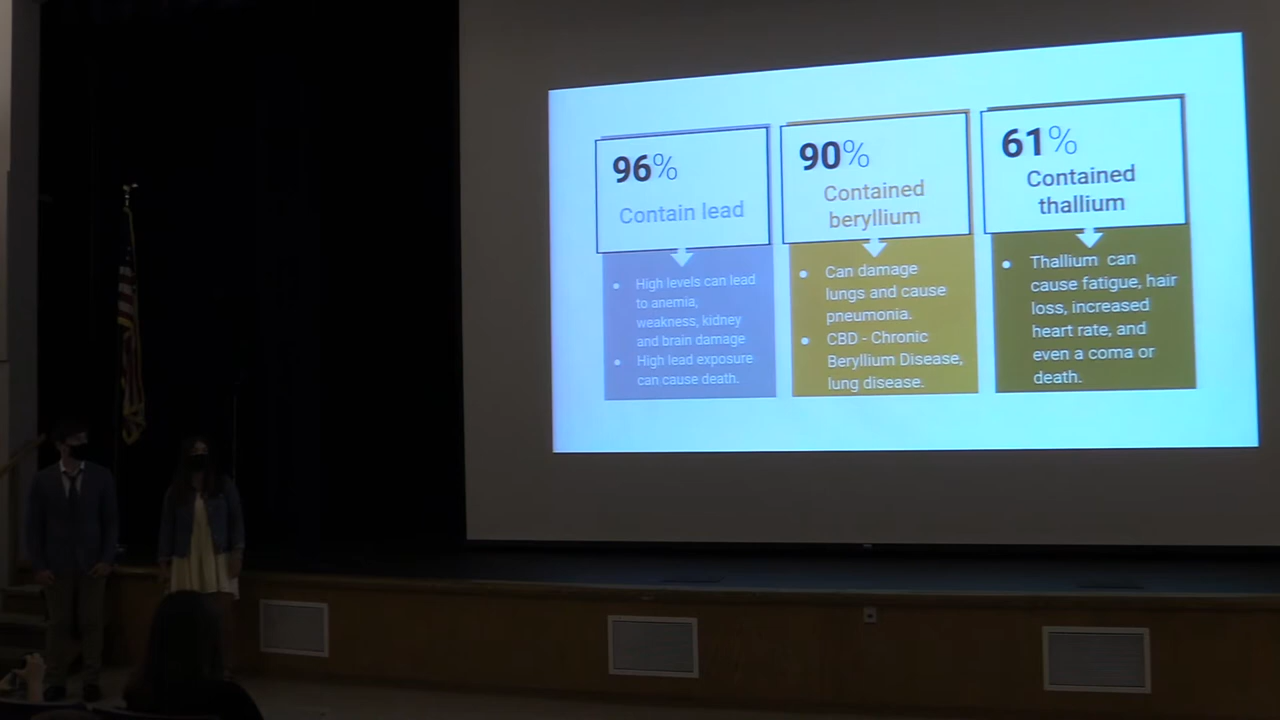 96%
Contain lead
● High levels can lead
to anemia,
weakness, kidney
and brain damage
● High lead exposure
can cause death.
90%
Contained
beryllium
● Can damage
lungs and cause
pneumonia.
● CBD - Chronic
Beryllium Disease,
lung disease.
61%
Contained
thallium
● Thallium can
cause fatigue, hair
loss, increased
heart rate, and
even a coma or
death.